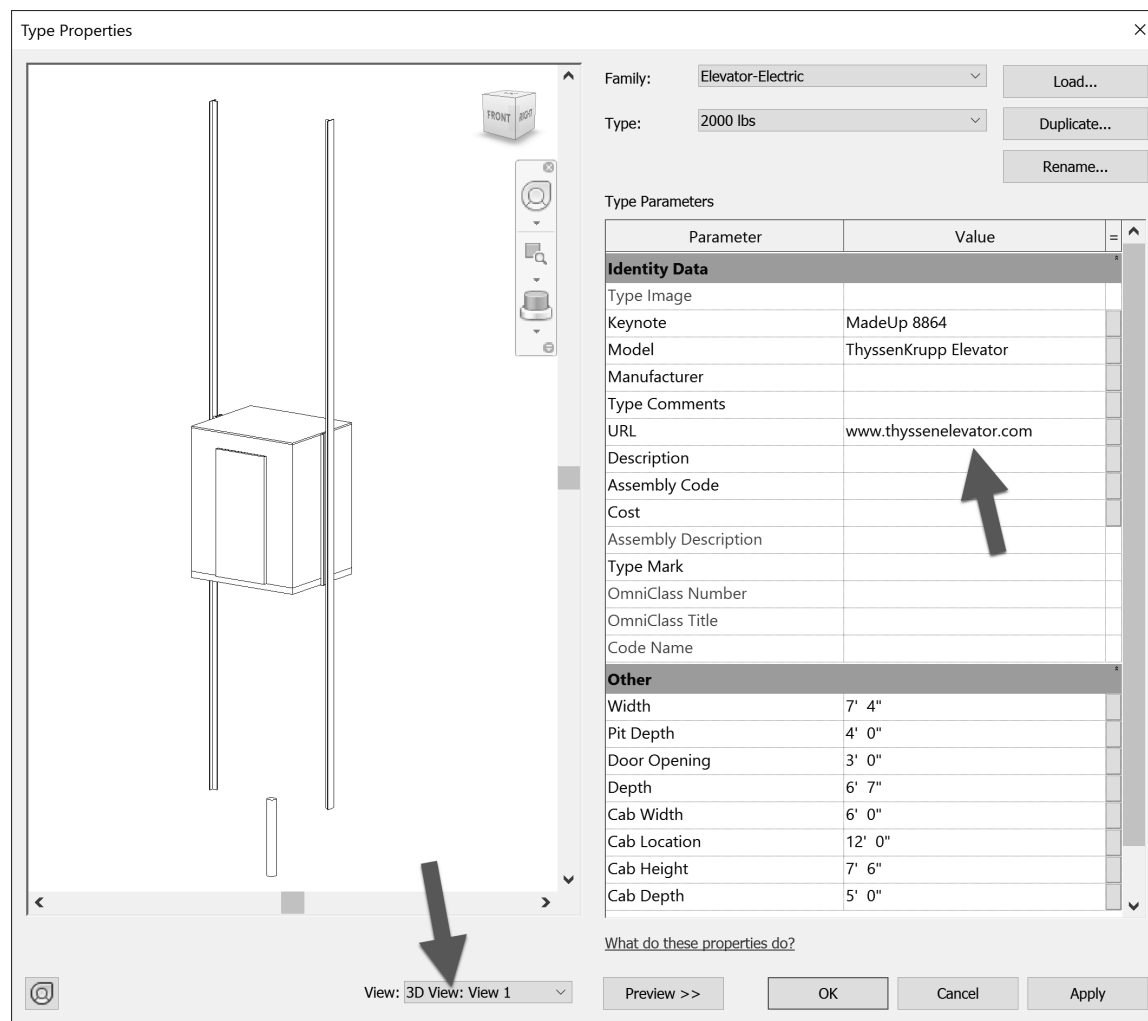 Type Properties
FRONT RIGHT
Family: Elevator-Electric Load...
Type: 2000 lbs Duplicate...
Rename...
Type Parameters
Parameter Value =
Identity Data
Type Image
Keynote MadeUp 8864
Model ThyssenKrupp Elevator
Manufacturer
Type Comments
URL www.thyssenelevator.com
Description
Assembly Code
Cost
Assembly Description
Type Mark
OmniClass Number
OmniClass Title
Code Name
Other
Width 7' 4"
Pit Depth 4' 0"
Door Opening 3' 0"
Depth 6' 7"
Cab Width 6' 0"
Cab Location 12' 0"
Cab Height 7' 6"
Cab Depth 5' 0"
What do these properties do?
View: 3D View: View 1 Preview >> OK Cancel Apply